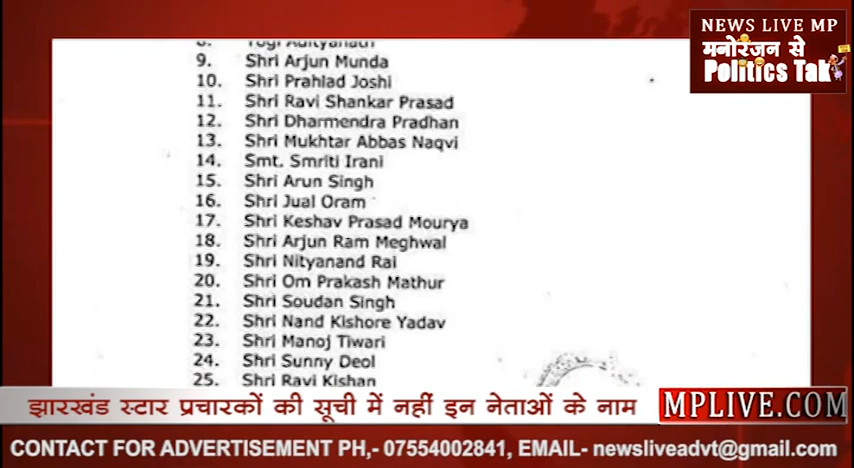 NEWS LIVE MP
मनोरंजन से
Politics Tak
8. Yogi Adityanath
9. Shri Arjun Munda
10. Shri Prahlad Joshi
11. Shri Ravi Shankar Prasad
12. Shri Dharmendra Pradhan
13. Shri Mukhtar Abbas Naqvi
14. Smt. Smriti Irani
15. Shri Arun Singh
16. Shri Jual Oram
17. Shri Keshav Prasad Mourya
18. Shri Arjun Ram Meghwal
19. Shri Nityanand Rai
20. Shri Om Prakash Mathur
21. Shri Soudan Singh
22. Shri Nand Kishore Yadav
23. Shri Manoj Tiwari
24. Shri Sunny Deol
25. Shri Ravi Kishan
झारखंड स्टार प्रचारकों की सूची में नहीं इन नेताओं के नाम
MPLIVE.COM
CONTACT FOR ADVERTISEMENT PH,- 07554002841, EMAIL- newsliveadvt@gmail.com